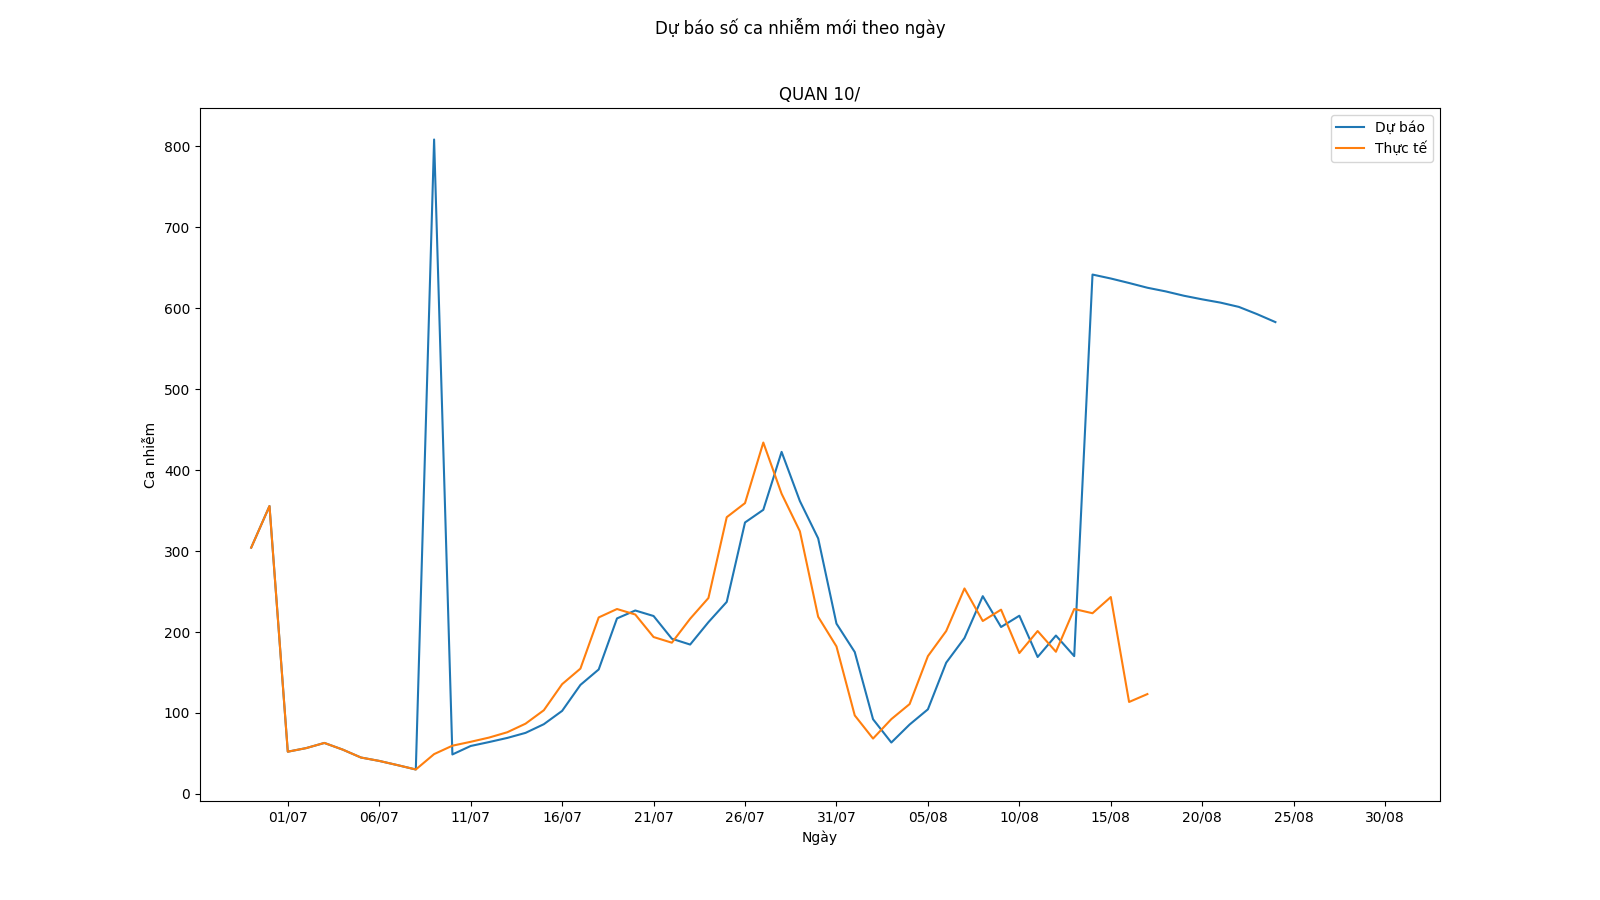 Dự báo số ca nhiễm mới theo ngày
QUAN 10/
Dự báo
Thực tế
800
700
600
500
400
300
200
100
0
Ca nhiễm
01/07 06/07 11/07 16/07 21/07 26/07 31/07 05/08 10/08 15/08 20/08 25/08 30/08
Ngày